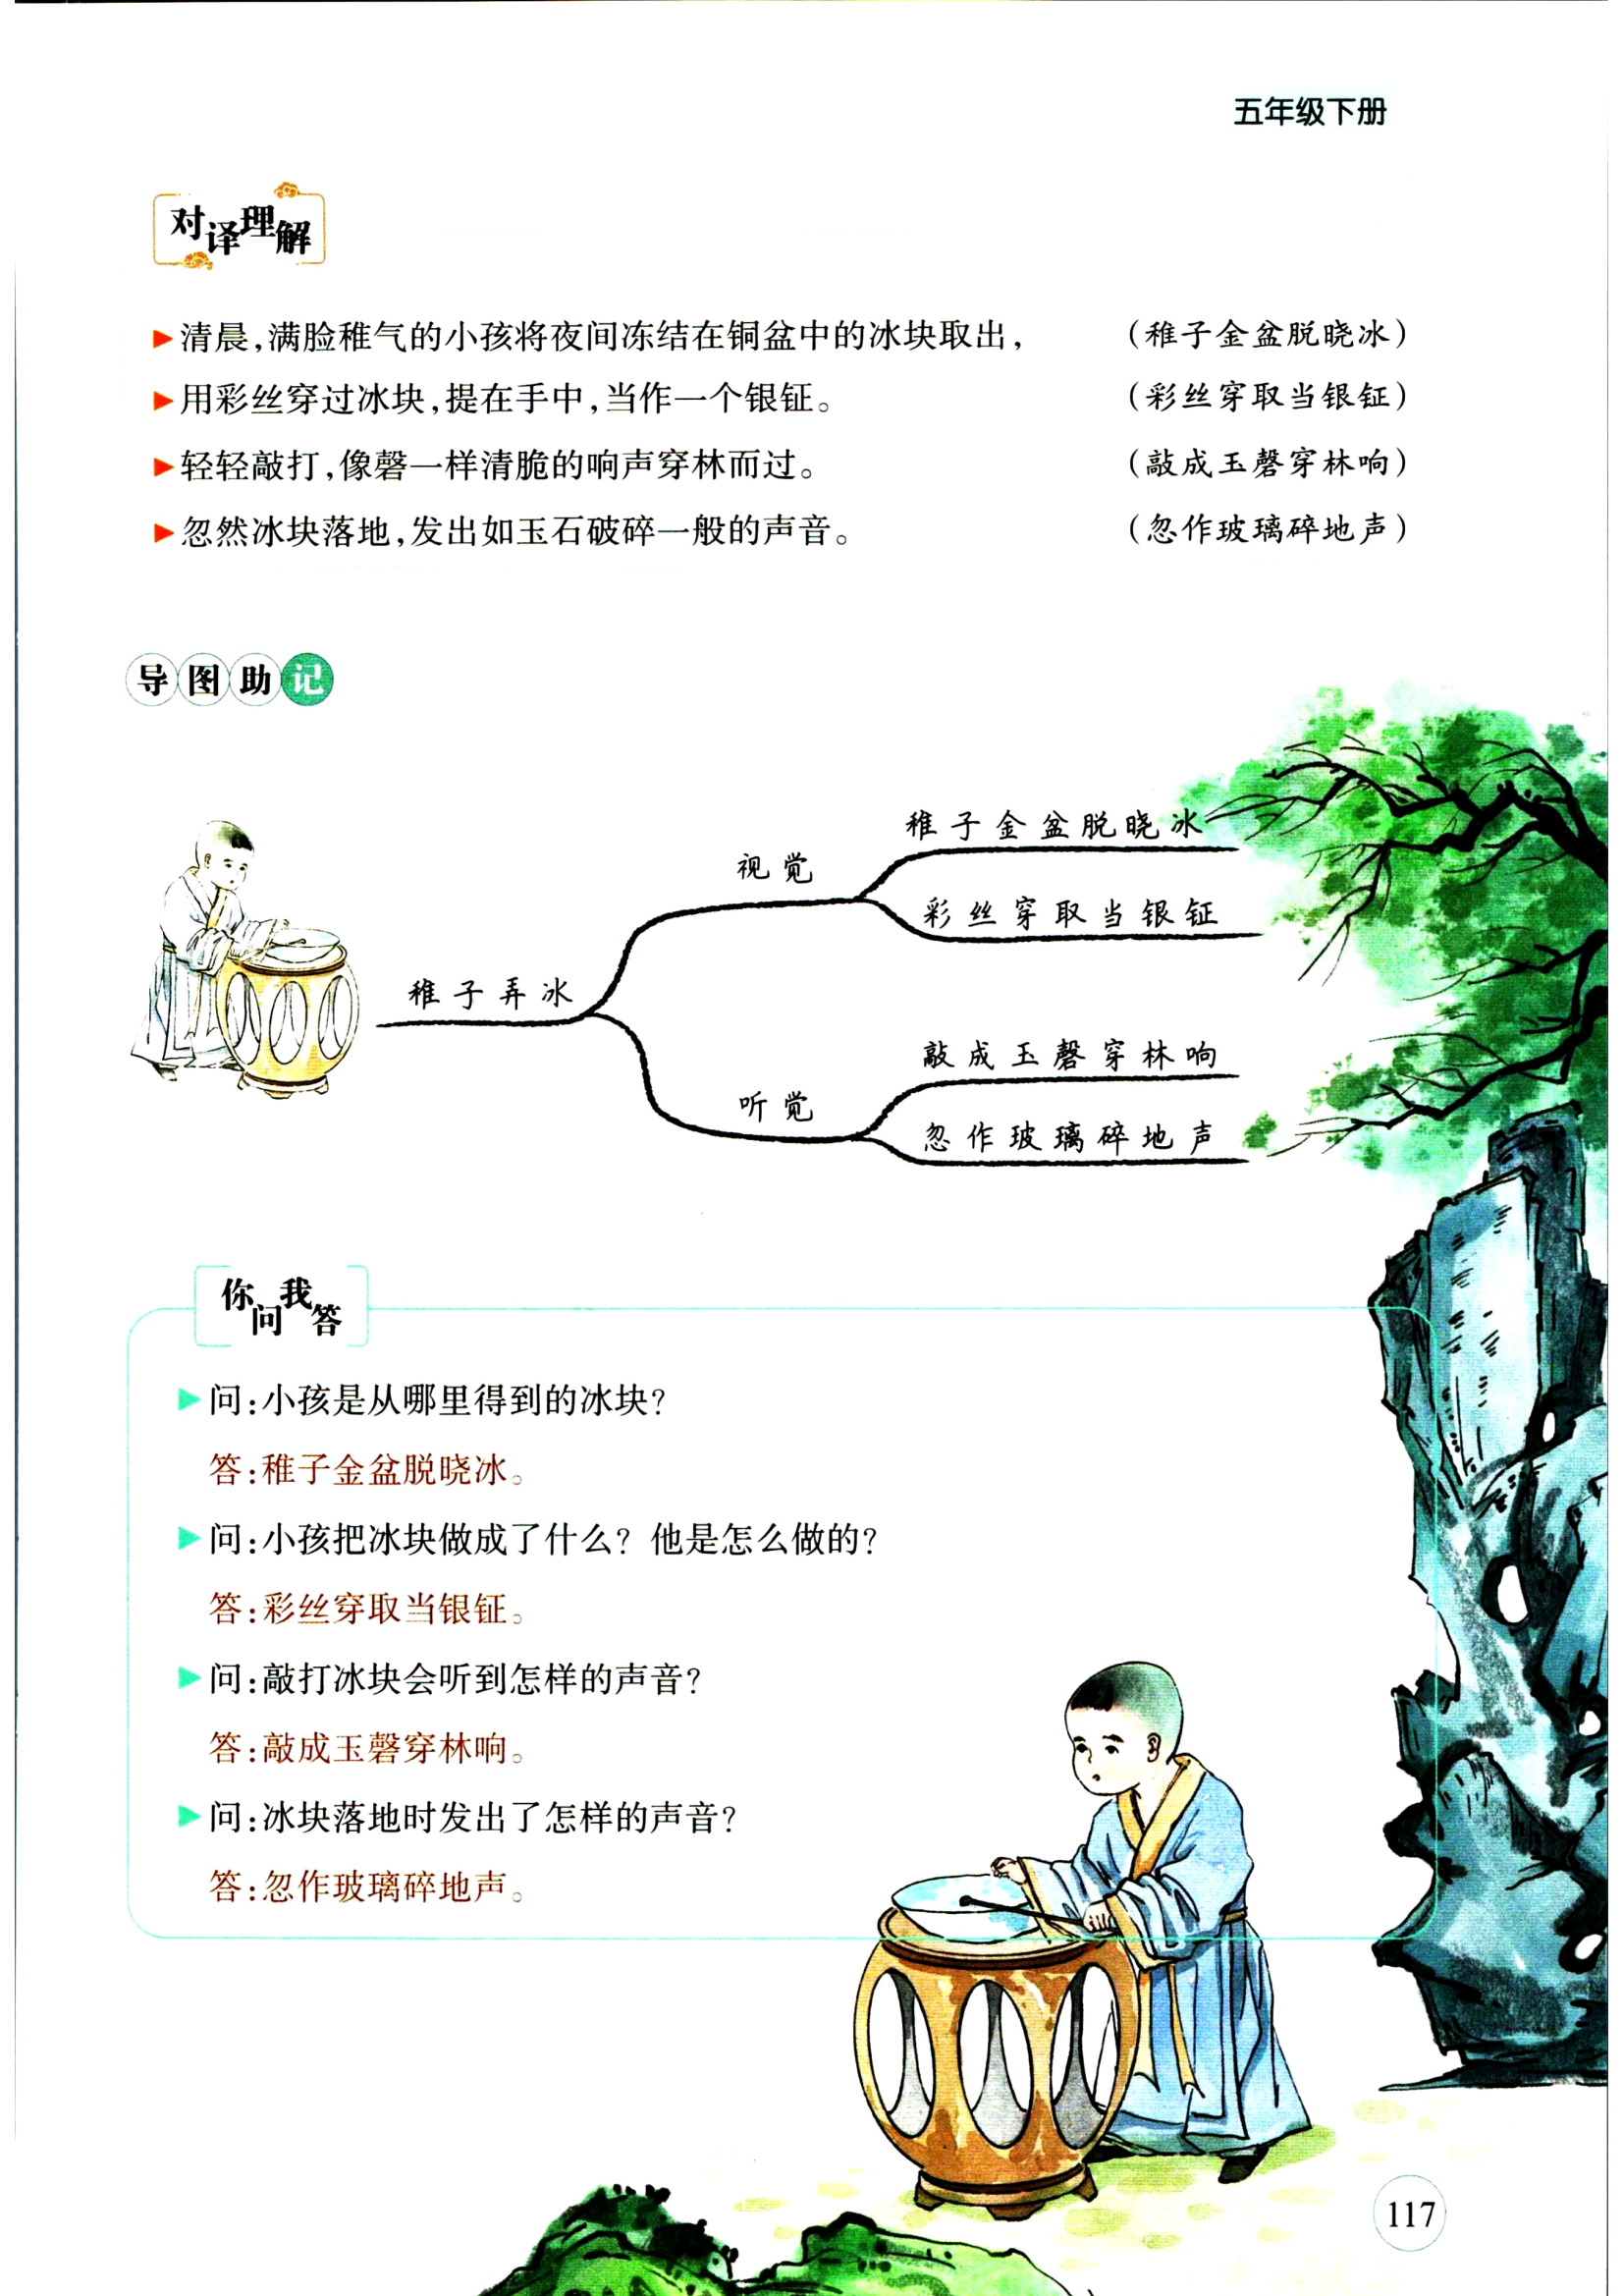 五年级下册
对译理解
清晨,满脸稚气的小孩将夜间冻结在铜盆中的冰块取出, (稚子金盆脱晓冰)
用彩丝穿过冰块,提在手中,当作一个银钲。 (彩丝穿取当银钲)
轻轻敲打,像磬一样清脆的响声穿林而过。 (敲成玉磬穿林响)
忽然冰块落地,发出如玉石破碎一般的声音。 (忽作玻璃碎地声)
导图助记
稚子弄冰
视觉
稚子金盆脱晓冰
彩丝穿取当银钲
听觉
敲成玉磬穿林响
忽作玻璃碎地声
你问我答
问:小孩是从哪里得到的冰块?
答:稚子金盆脱晓冰。
问:小孩把冰块做成了什么? 他是怎么做的?
答:彩丝穿取当银钲。
问:敲打冰块会听到怎样的声音?
答:敲成玉磬穿林响。
问:冰块落地时发出了怎样的声音?
答:忽作玻璃碎地声。
117